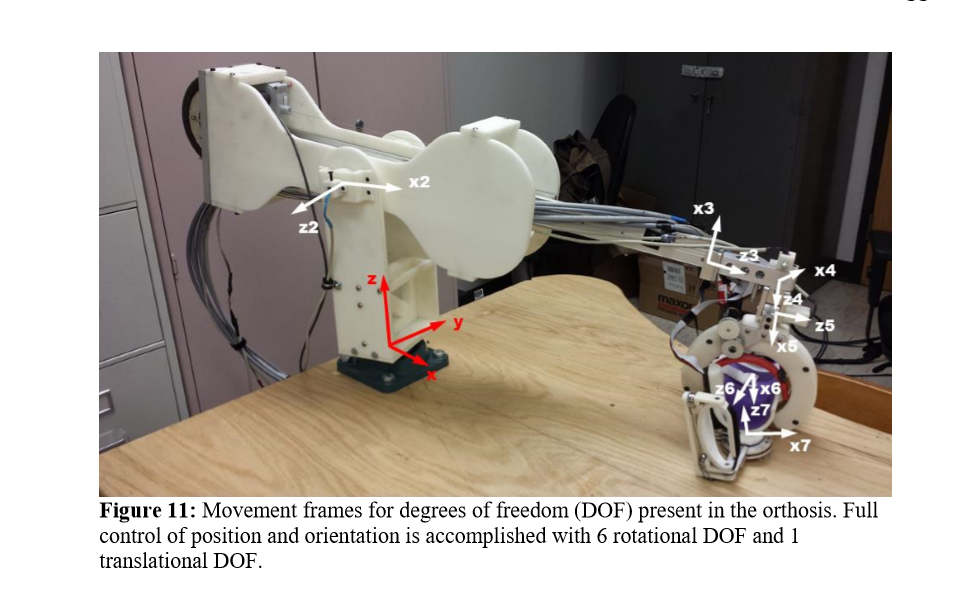 x2
z2
x3
z3
x4
z4
z5
x5
z
y
x
maxon
z6
x6
z7
x7
Figure 11: Movement frames for degrees of freedom (DOF) present in the orthosis. Full
control of position and orientation is accomplished with 6 rotational DOF and 1
translational DOF.